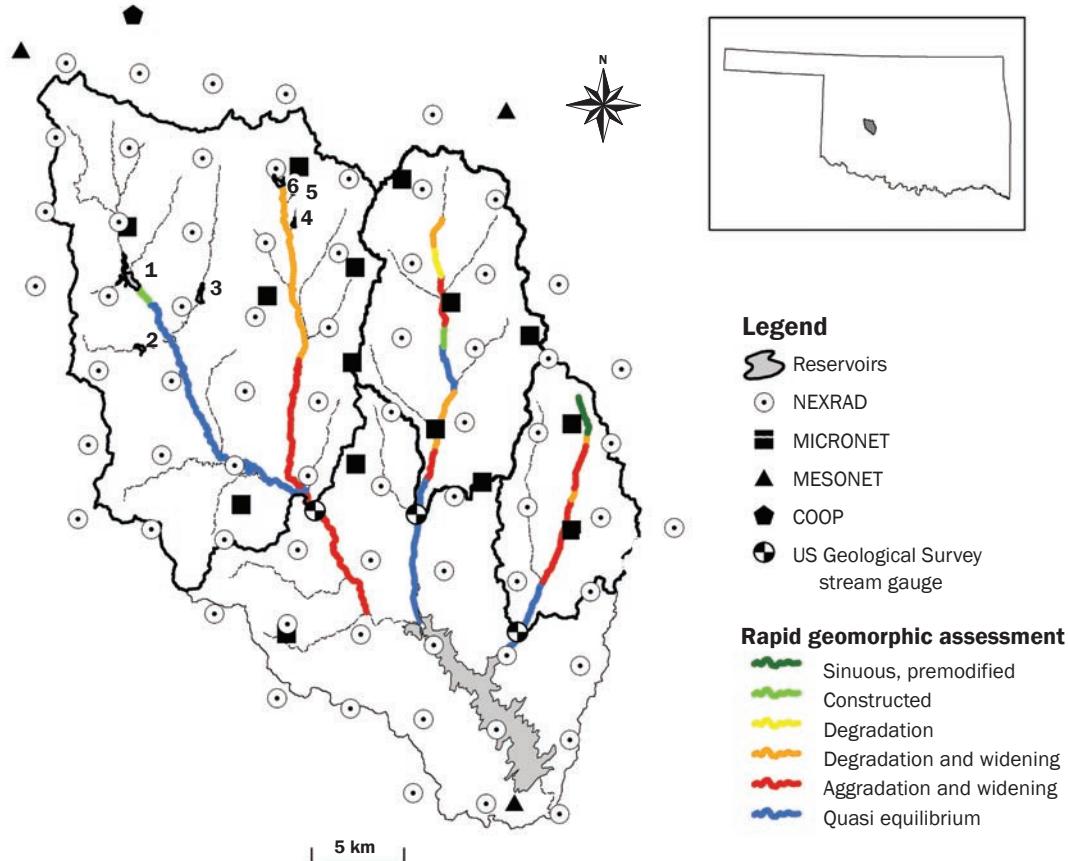 N
6
5
4
1
3
2
5 km
Legend
Reservoirs
NEXRAD
MICRONET
MESONET
COOP
US Geological Survey
stream gauge
Rapid geomorphic assessment
Sinuous, premodified
Constructed
Degradation
Degradation and widening
Aggradation and widening
Quasi equilibrium